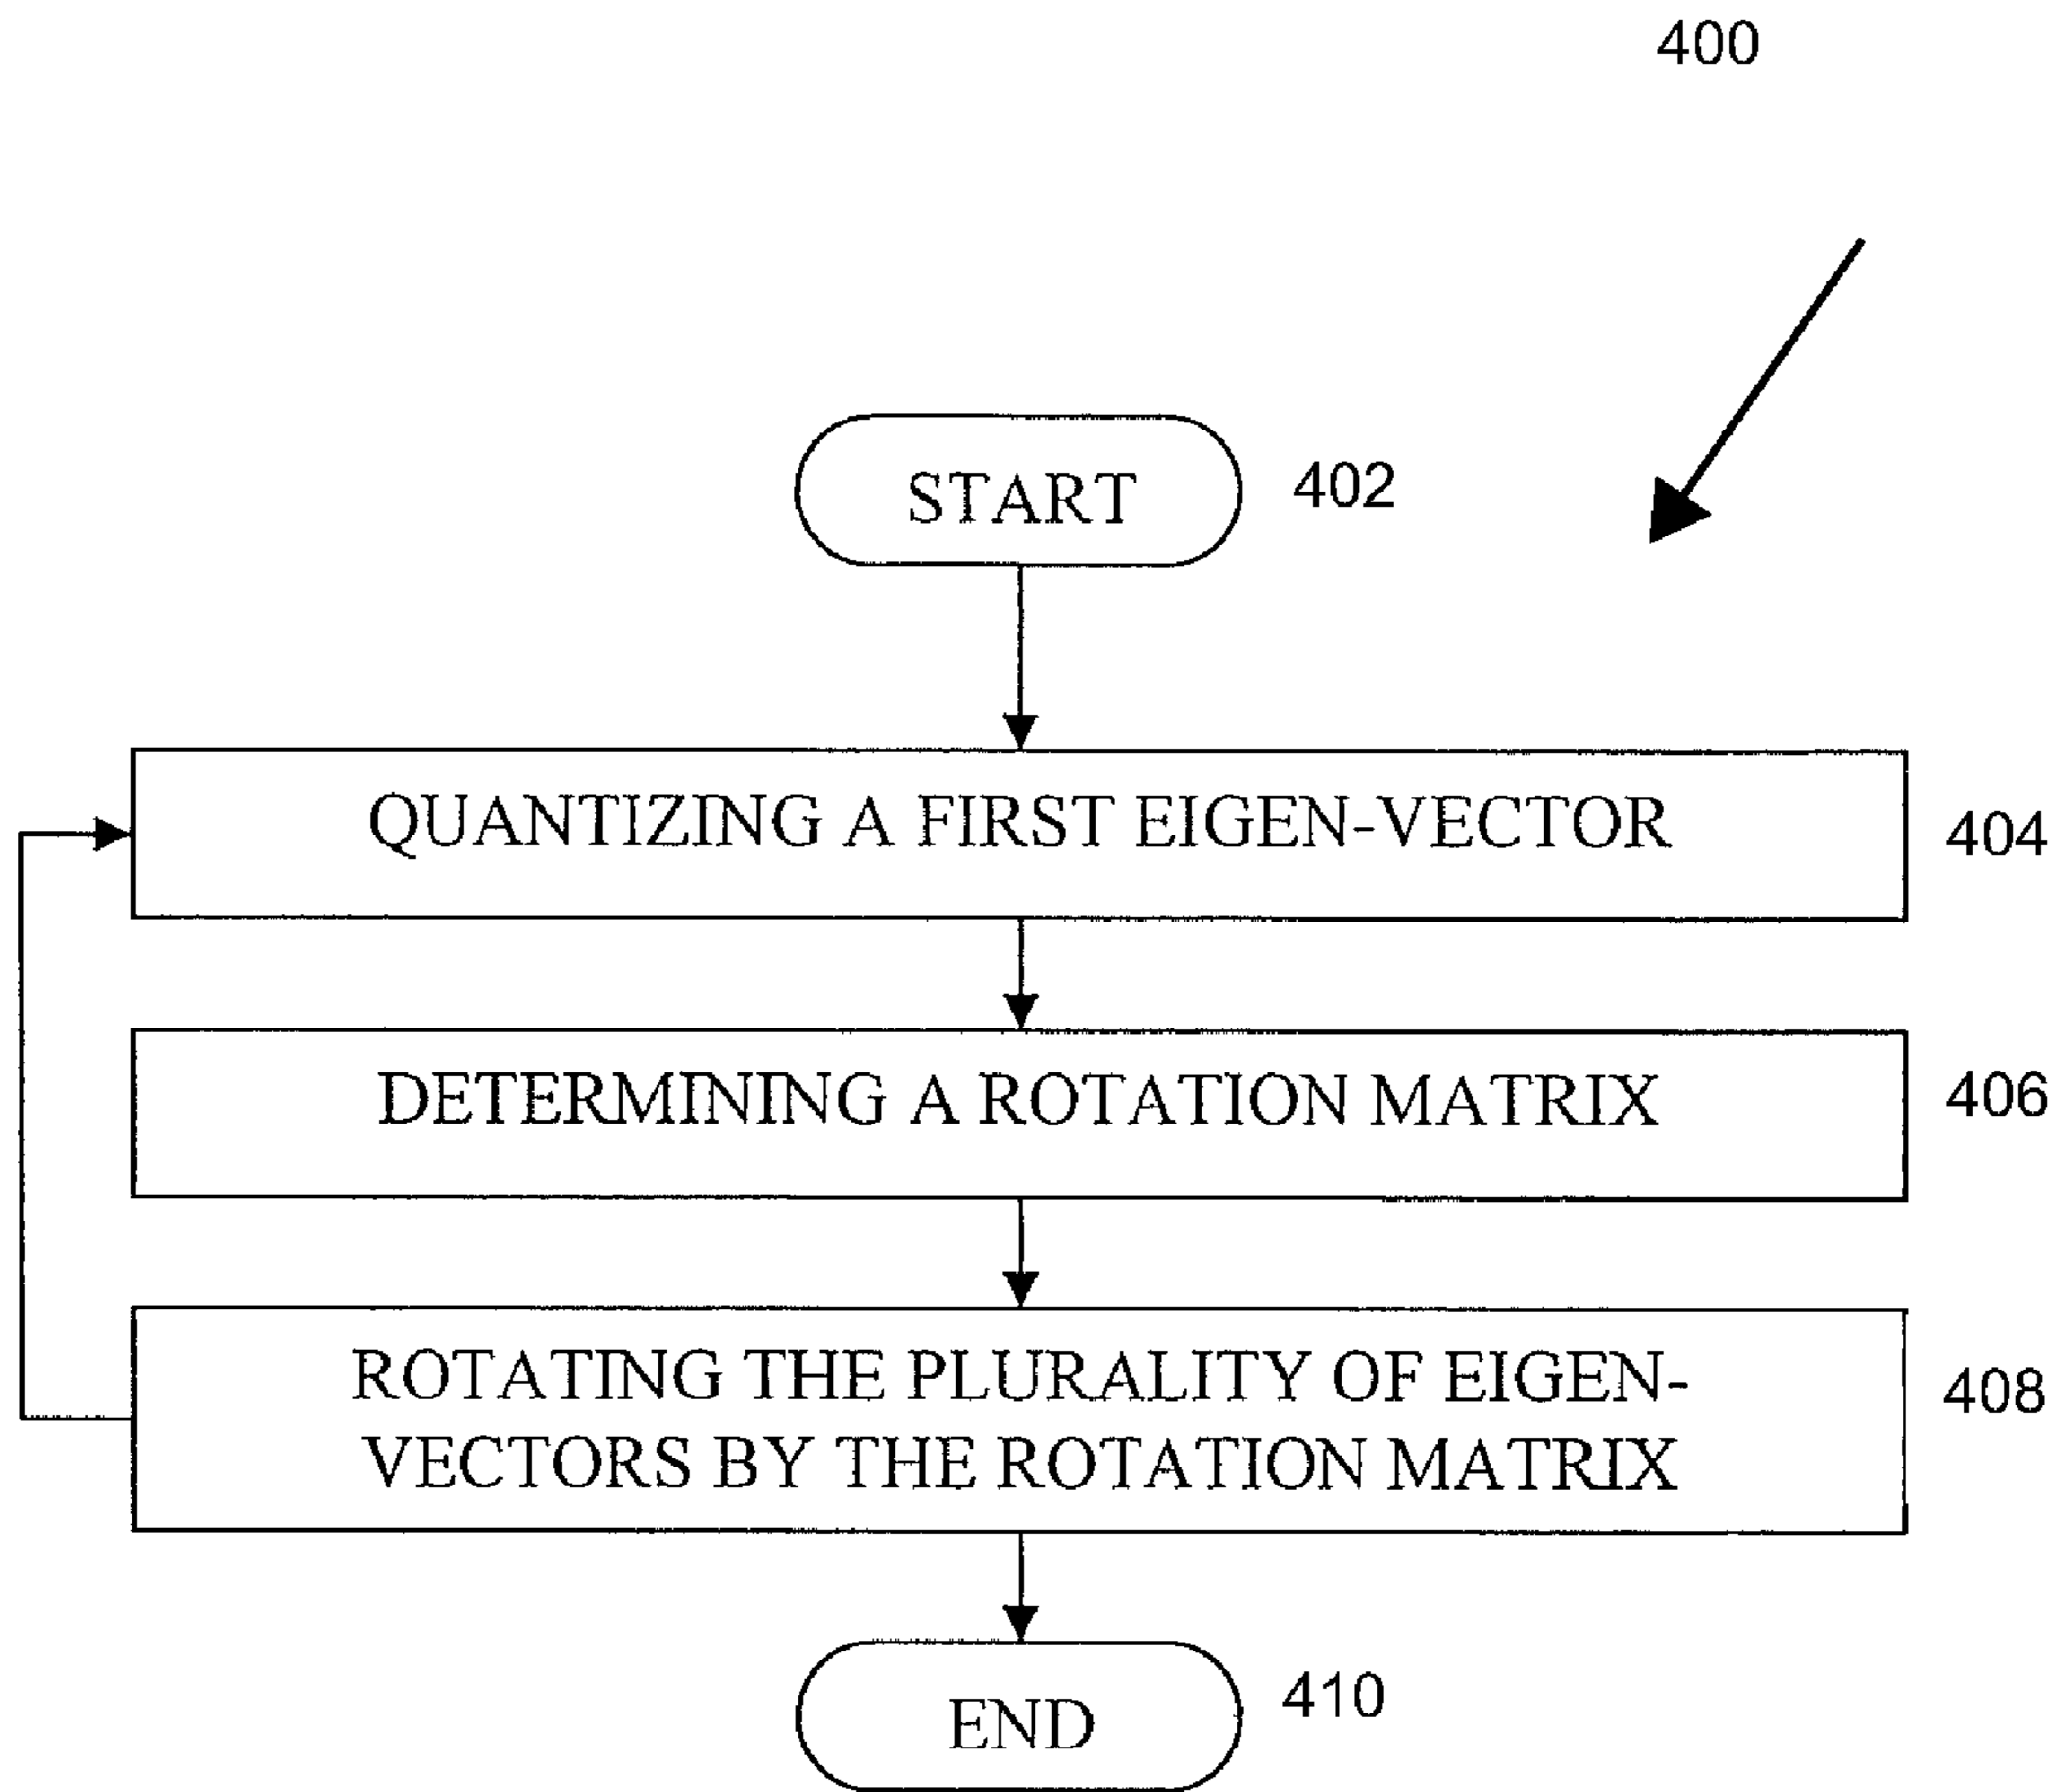 400
START
402
QUANTIZING A FIRST EIGEN-VECTOR
404
DETERMINING A ROTATION MATRIX
406
ROTATING THE PLURALITY OF EIGEN-
VECTORS BY THE ROTATION MATRIX
408
END
410